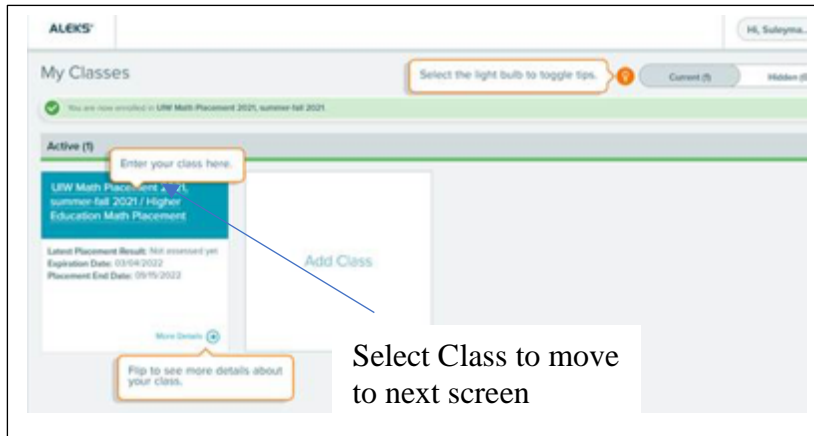 ALEKS
Hi, Suleyma...
My Classes
Select the light bulb to toggle tips.
Current (1)
Hidden
You are now enrolled in UIW Math Placement 2021, summer-fall 2021.
Active (1)
Enter your class here.
UIW Math Placement 2021,
summer-fall 2021 / Higher
Education Math Placement
Latest Placement Result: Not assessed yet
Expiration Date: 03/04/2022
Placement End Date: 09/15/2022
Add Class
More Details
Flip to see more details about
your class.
Select Class to move
to next screen